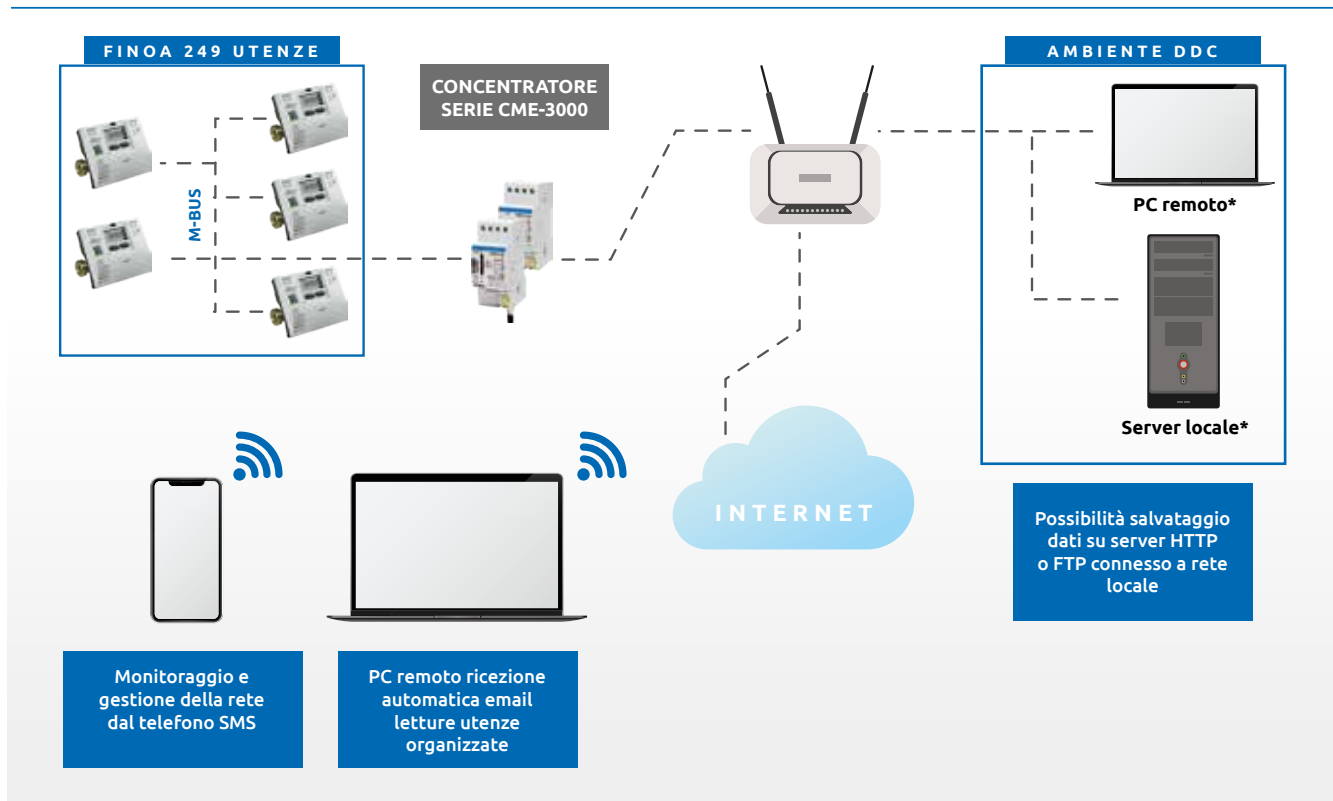 FINOA 249 UTENZE
M-BUS
CONCENTRATORE
SERIE CME-3000
AMBIENTE DDC
PC remoto*
Server locale*
INTERNET
Possibilità salvataggio
dati su server HTTP
o FTP connesso a rete
locale
Monitoraggio e
gestione della rete
dal telefono SMS
PC remoto ricezione
automatica email
letture utenze
organizzate